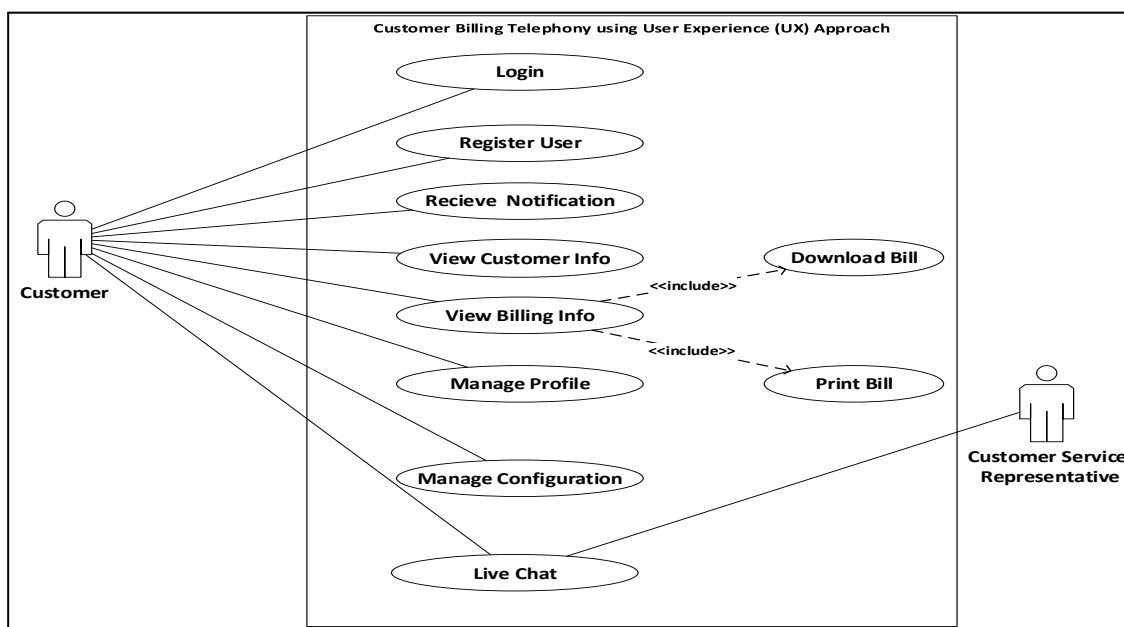 Customer Billing Telephony using User Experience (UX) Approach
Login
Register User
Recieve Notification
View Customer Info
Download Bill
<<include>>
Customer
View Billing Info
<<include>>
Manage Profile
Print Bill
Customer Service
Representative
Manage Configuration
Live Chat